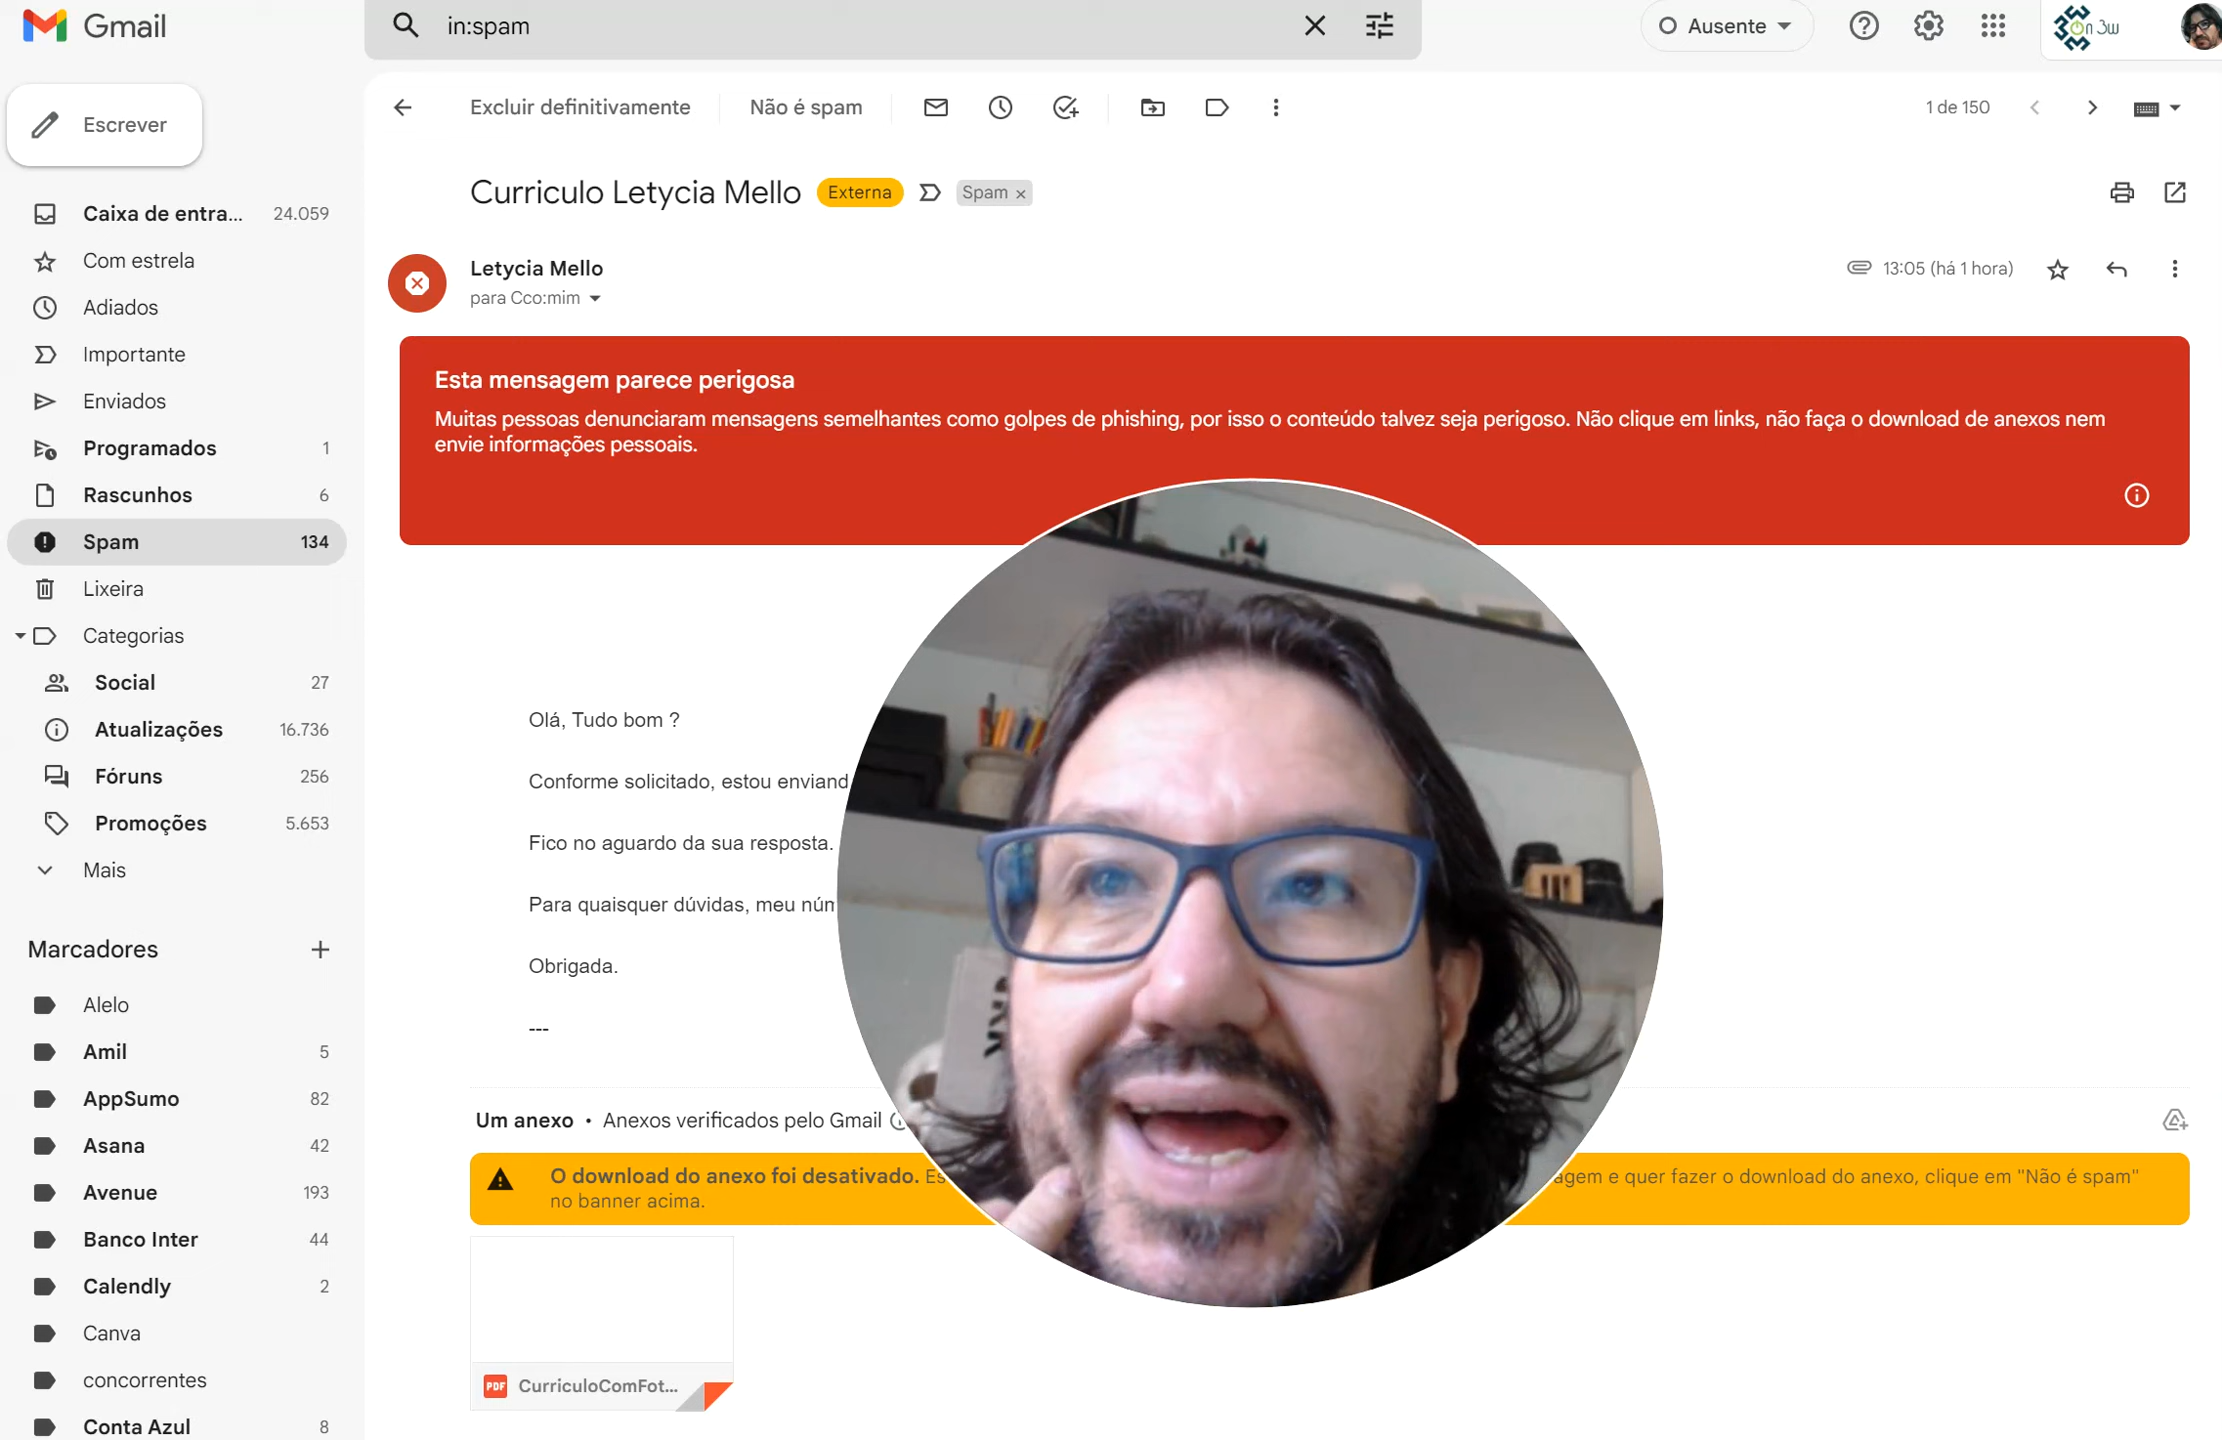 Gmail
in:spam
Ausente
On 3w
Escrever
Excluir definitivamente
Não é spam
1 de 150
Curriculo Letycia Mello
Externa
Spam ×
Letycia Mello
para Cco:mim
13:05 (há 1 hora)
Esta mensagem parece perigosa
Muitas pessoas denunciaram mensagens semelhantes como golpes de phishing, por isso o conteúdo talvez seja perigoso. Não clique em links, não faça o download de anexos nem
envie informações pessoais.
Caixa de entra... 24.059
Com estrela
Adiados
Importante
Enviados
Programados 1
Rascunhos 6
Spam 134
Lixeira
Categorias
Social 27
Atualizações 16.736
Fóruns 256
Promoções 5.653
Mais
Marcadores
Alelo
Amil 5
AppSumo 82
Asana 42
Avenue 193
Banco Inter 44
Calendly 2
Canva
concorrentes
Conta Azul 8
Olá, Tudo bom ?
Conforme solicitado, estou enviand
Fico no aguardo da sua resposta.
Para quaisquer dúvidas, meu
Obrigada.
---
Um anexo • Anexos verificados pelo Gmail
O download do anexo foi desativado.
e quer fazer o download do anexo, clique em "Não é spam"
no banner acima.
PDF CurriculoComFot...